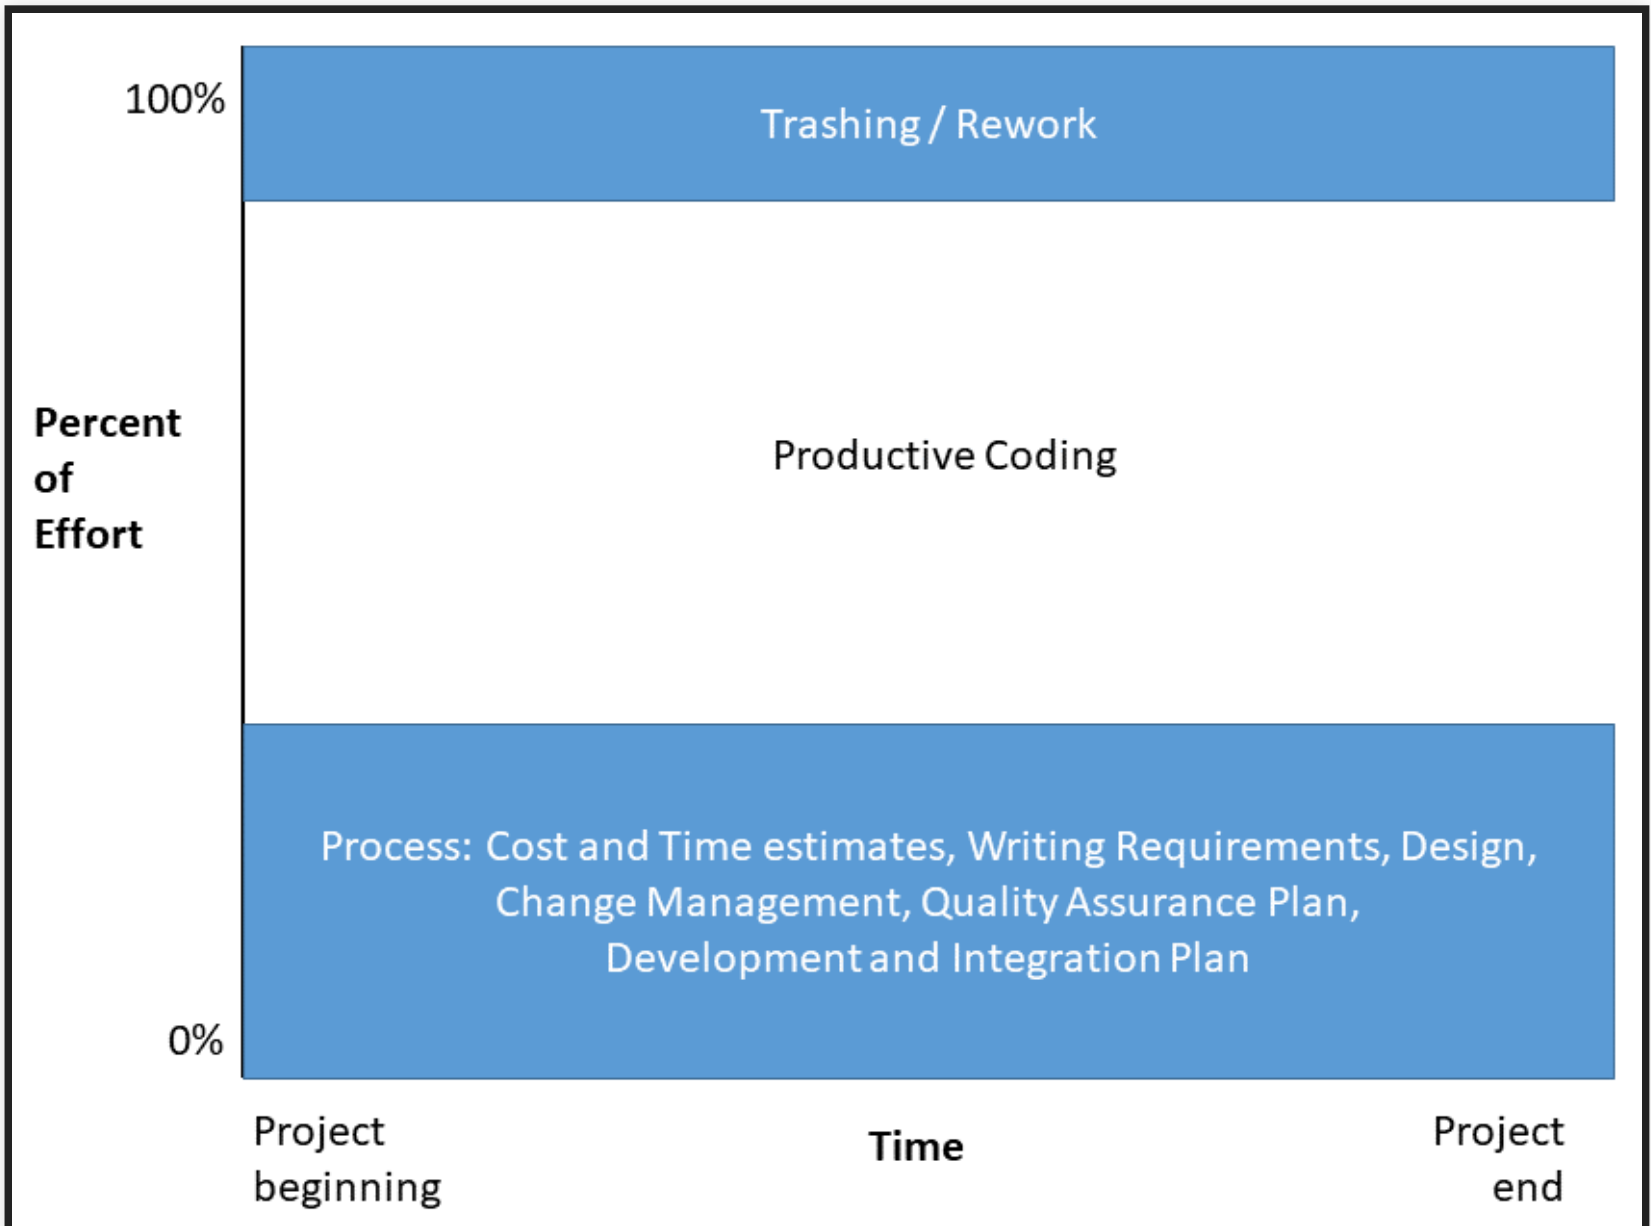 100%
Trashing / Rework
Percent
of
Effort
Productive Coding
Process: Cost and Time estimates, Writing Requirements, Design,
Change Management, Quality Assurance Plan,
Development and Integration Plan
0%
Project
beginning
Time
Project
end